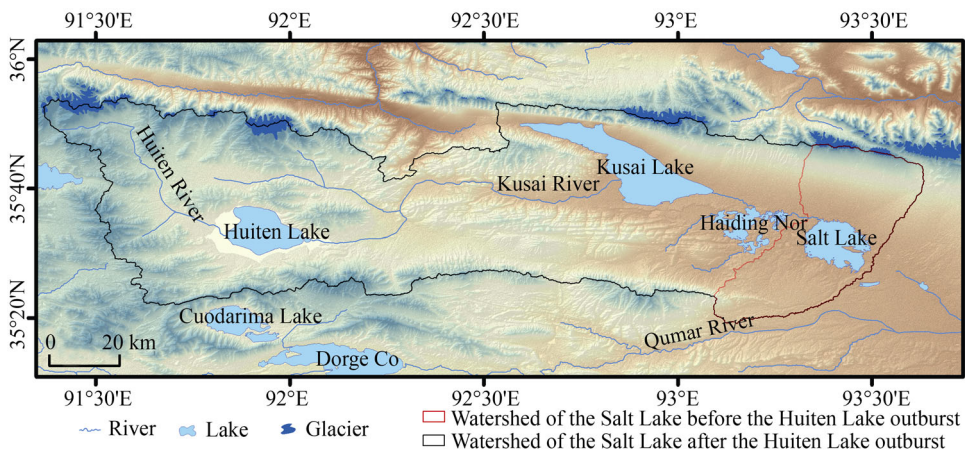 91°30′E 92°E 92°30′E 93°E 93°30′E
36°N
35°40′N
35°20′N
Huiten River
Kusai Lake
Kusai River
Huiten Lake
Haiding Nor
Salt Lake
Cuodarima Lake
Qumar River
Dorge Co
0 20 km
91°30′E 92°E 92°30′E 93°E 93°30′E
River Lake Glacier
Watershed of the Salt Lake before the Huiten Lake outburst
Watershed of the Salt Lake after the Huiten Lake outburst